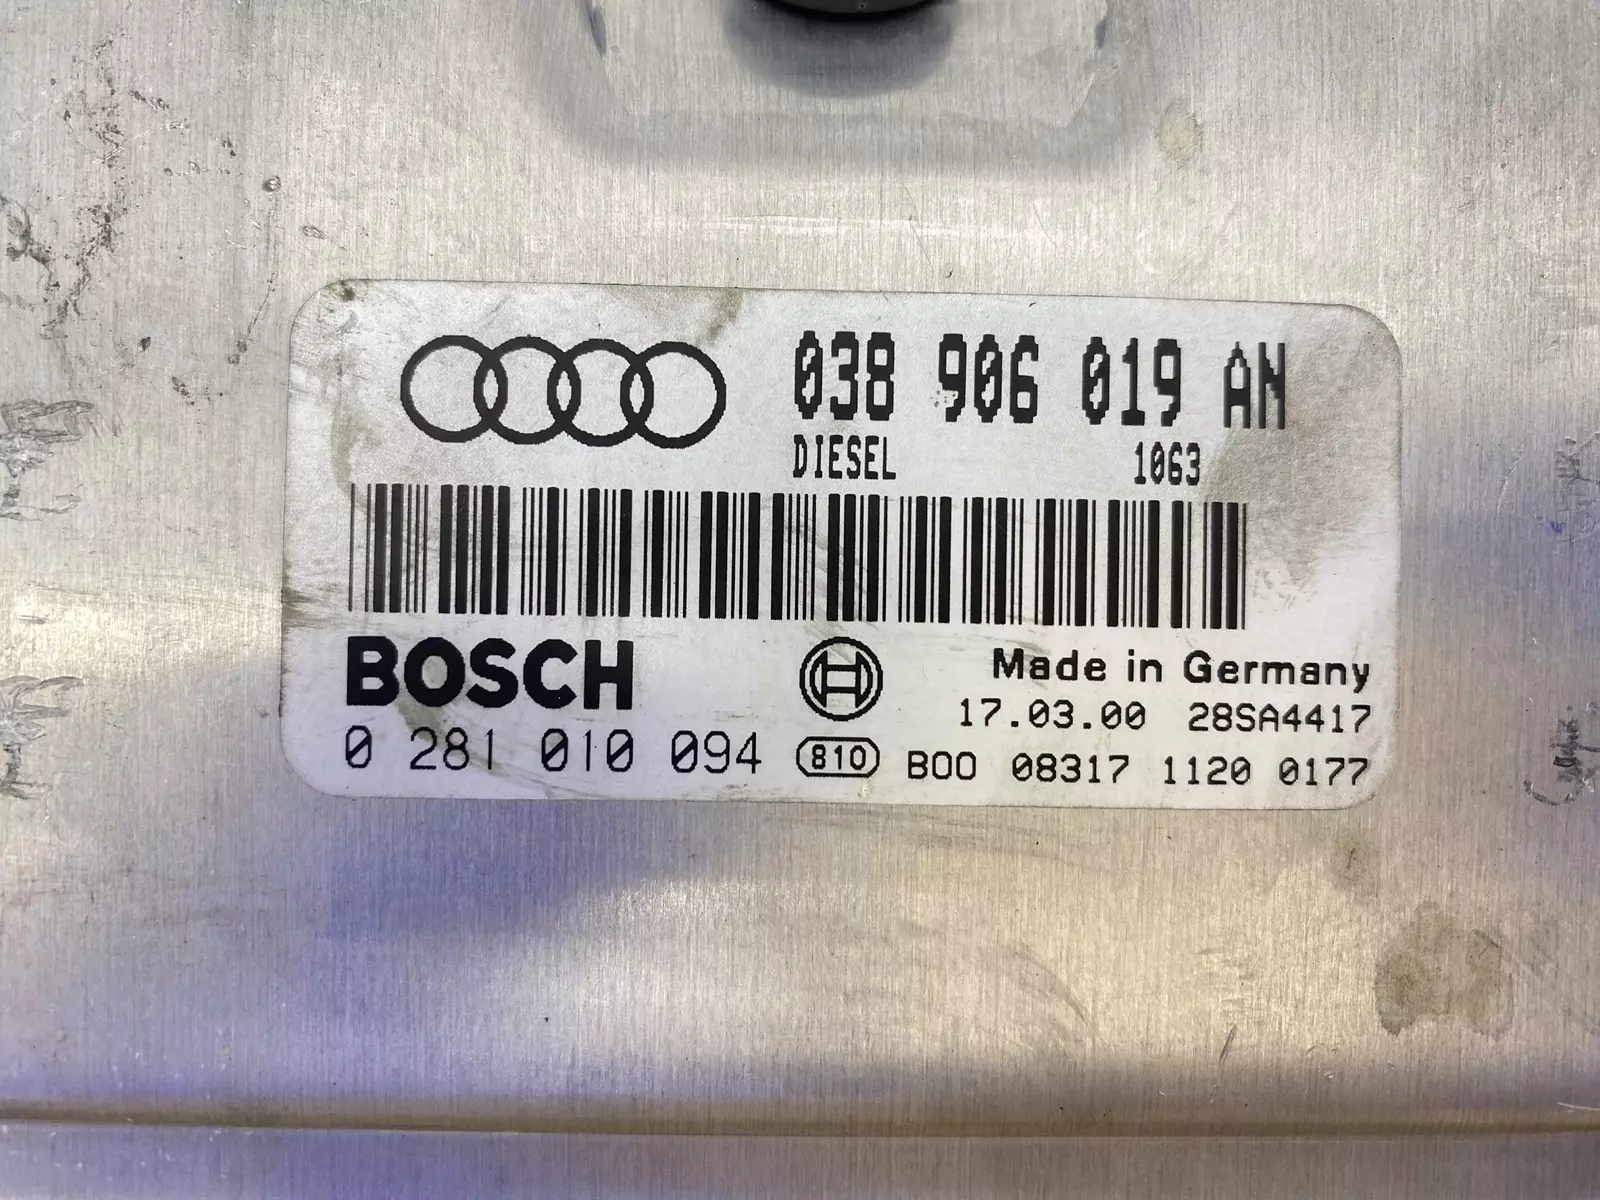 038 906 019 AN
DIESEL 1063
BOSCH
Made in Germany
17.03.00 28SA4417
0 281 010 094 810 B00 08317 1120 0177